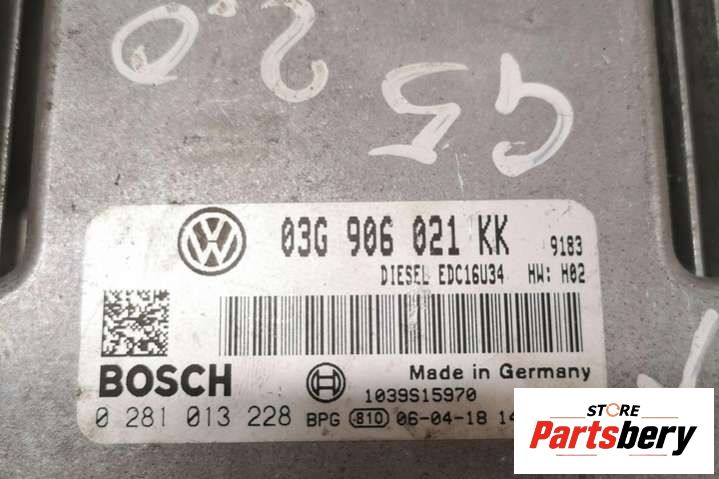 2.0
G5
03G 906 021 KK 9183
DIESEL EDC16U34 HW: H02
BOSCH
Made in Germany
1039S15970
0 281 013 228 BPG 810 06-04-18 14
STORE
Partsbery